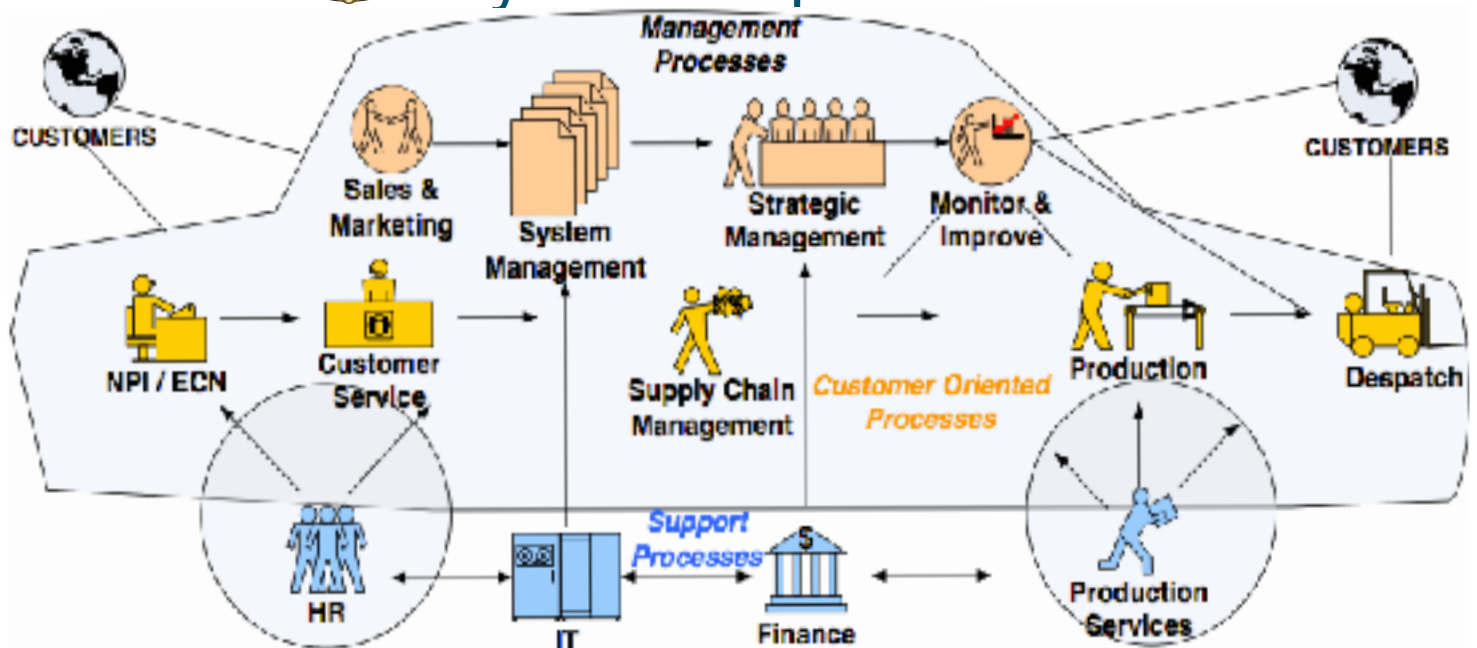 Management
Processes
CUSTOMERS
CUSTOMERS
Sales &
Marketing
System
Management
Strategic
Management
Monitor &
Improve
NPI / ECN
Customer
Service
Supply Chain
Management
Customer Oriented
Processes
Production
Despatch
HR
Support
Processes
IT
S
Finance
Production
Services